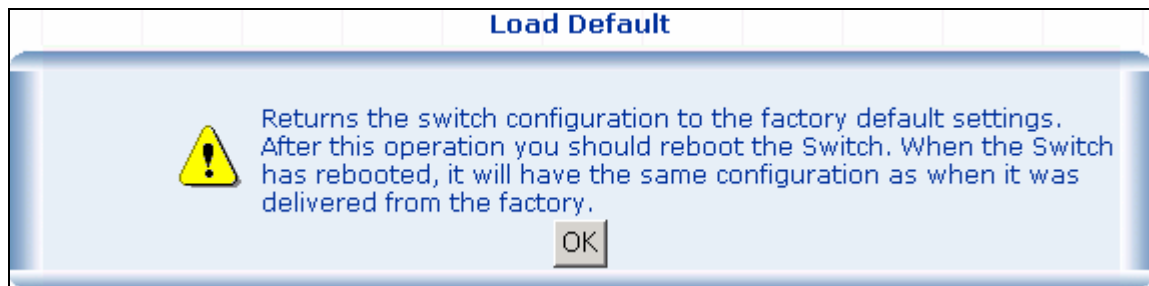 Load Default
Returns the switch configuration to the factory default settings.
After this operation you should reboot the Switch. When the Switch
has rebooted, it will have the same configuration as when it was
delivered from the factory.
OK